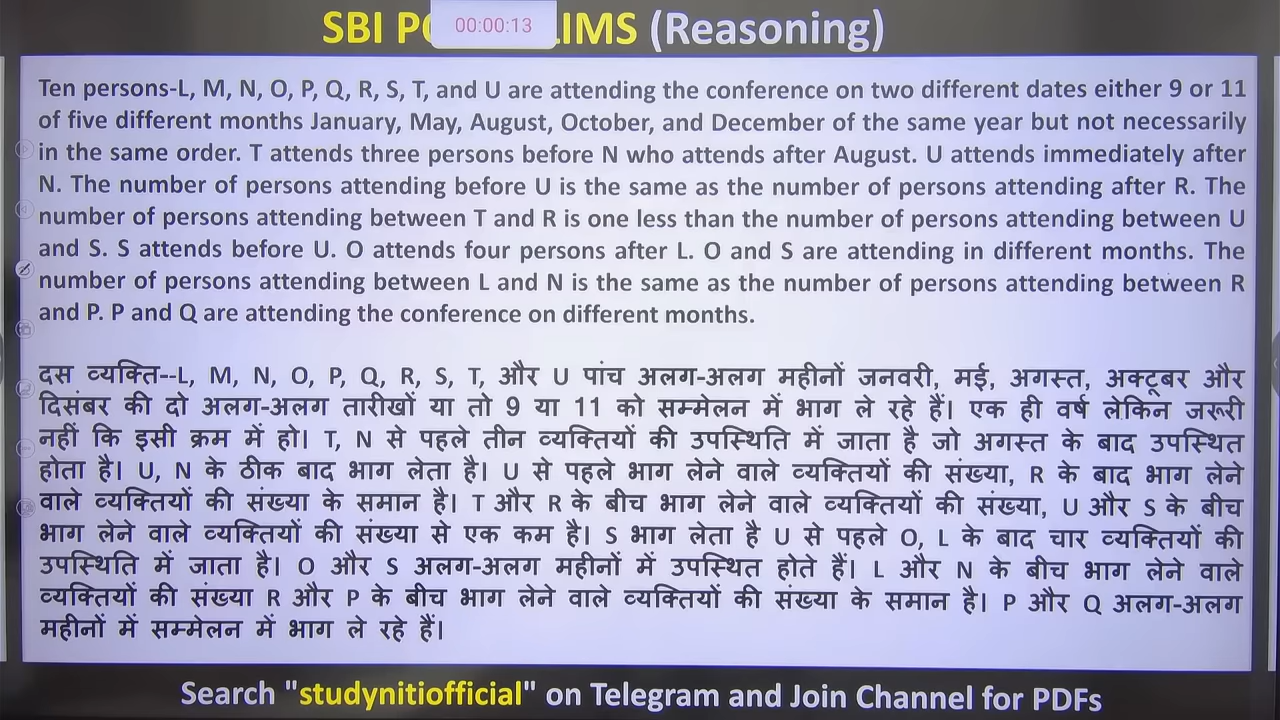 SBI PO
00:00:13
LIMS (Reasoning)
Ten persons-L, M, N, O, P, Q, R, S, T, and U are attending the conference on two different dates either 9 or 11
of five different months January, May, August, October, and December of the same year but not necessarily
in the same order. T attends three persons before N who attends after August. U attends immediately after
N. The number of persons attending before U is the same as the number of persons attending after R. The
number of persons attending between T and R is one less than the number of persons attending between U
and S. S attends before U. O attends four persons after L. O and S are attending in different months. The
number of persons attending between L and N is the same as the number of persons attending between R
and P. P and Q are attending the conference on different months.
दस व्यक्ति--L, M, N, O, P, Q, R, S, T, और U पांच अलग-अलग महीनों जनवरी, मई, अगस्त, अक्टूबर और
दिसंबर की दो अलग-अलग तारीखों या तो 9 या 11 को सम्मेलन में भाग ले रहे हैं। एक ही वर्ष लेकिन जरूरी
नहीं कि इसी क्रम में हो। T, N से पहले तीन व्यक्तियों की उपस्थिति में जाता है जो अगस्त के बाद उपस्थित
होता है। U, N के ठीक बाद भाग लेता है। U से पहले भाग लेने वाले व्यक्तियों की संख्या, R के बाद भाग लेने
वाले व्यक्तियों की संख्या के समान है। T और R के बीच भाग लेने वाले व्यक्तियों की संख्या, U और S के बीच
भाग लेने वाले व्यक्तियों की संख्या से एक कम है। S भाग लेता है U से पहले O, L के बाद चार व्यक्तियों की
उपस्थिति में जाता है। O और S अलग-अलग महीनों में उपस्थित होते हैं। L और N के बीच भाग लेने वाले
व्यक्तियों की संख्या R और P के बीच भाग लेने वाले व्यक्तियों की संख्या के समान है। P और Q अलग-अलग
महीनों में सम्मेलन में भाग ले रहे हैं।
Search "studynitiofficial" on Telegram and Join Channel for PDFs